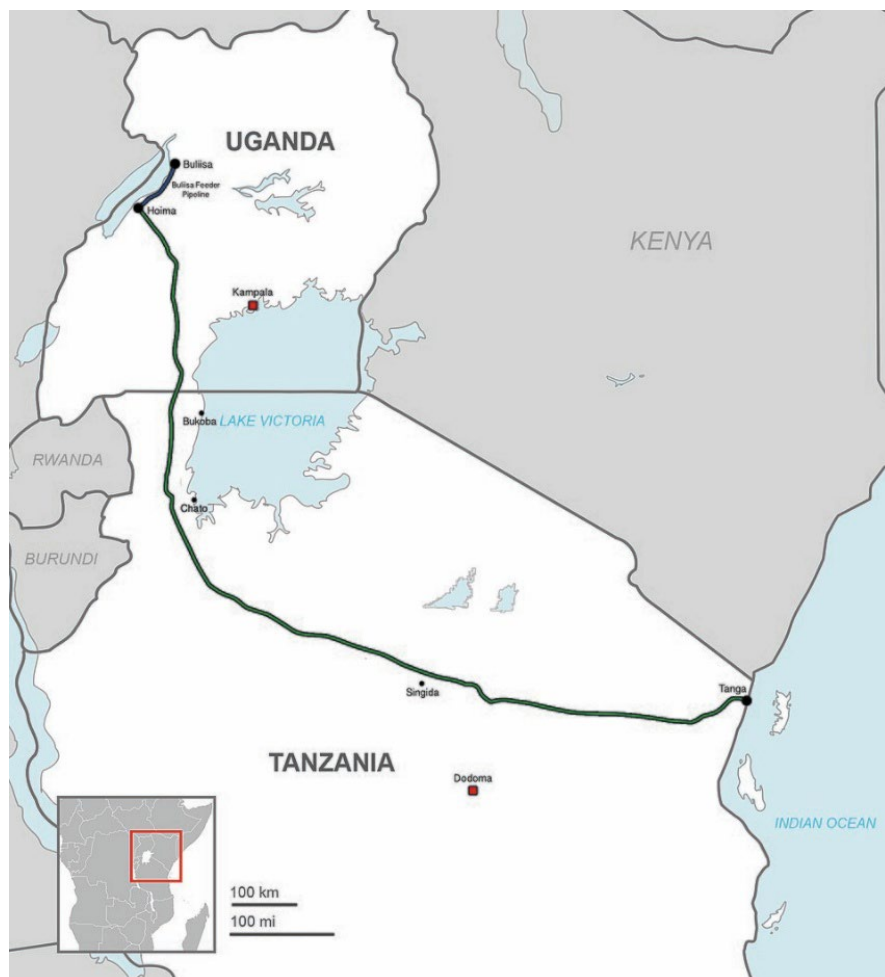 UGANDA
Buliisa
Buliisa Feeder
Pipeline
Hoima
KENYA
Kampala
Bukoba
LAKE VICTORIA
RWANDA
Chato
BURUNDI
Tanga
Singida
TANZANIA
Dodoma
INDIAN OCEAN
100 km
100 mi